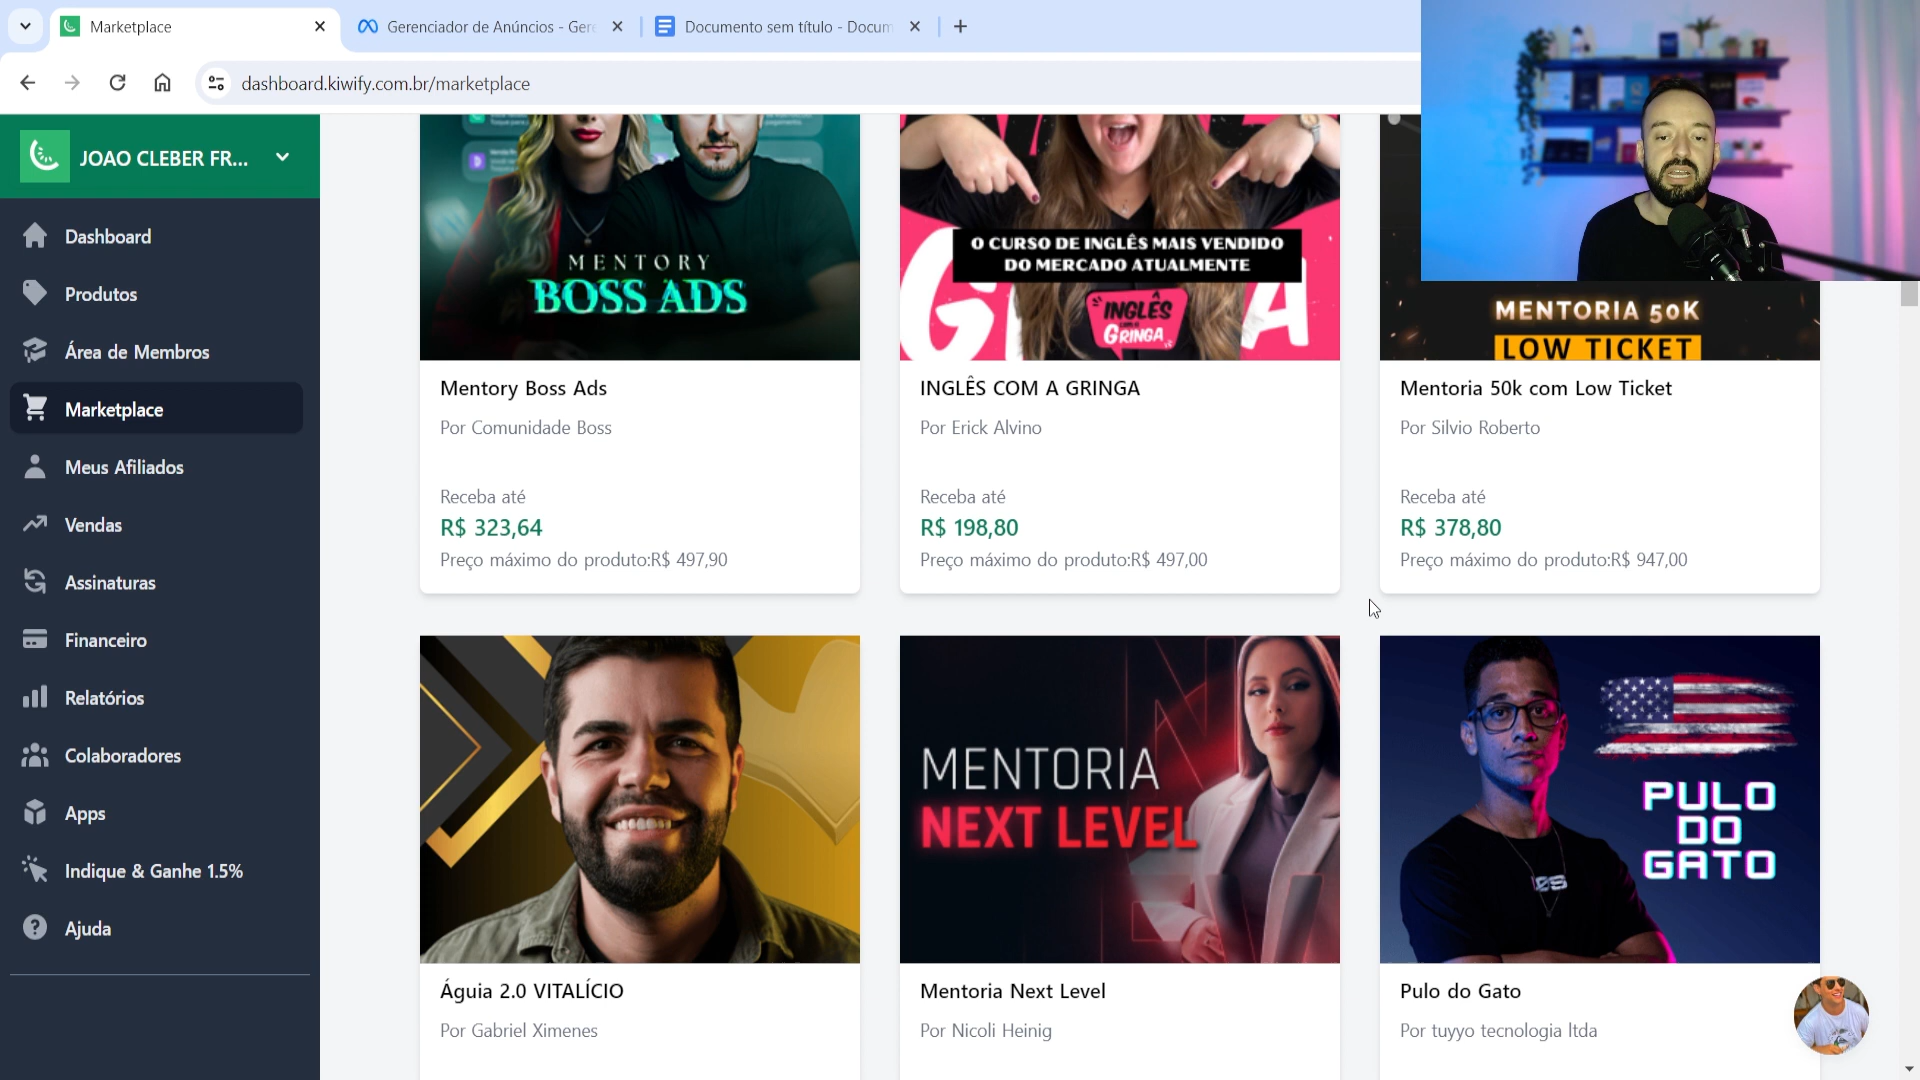 Marketplace
Gerenciador de Anúncios - Gere
Documento sem título - Docum
dashboard.kiwify.com.br/marketplace
JOAO CLEBER FR...
Dashboard
Produtos
Área de Membros
Marketplace
Meus Afiliados
Vendas
Assinaturas
Financeiro
Relatórios
Colaboradores
Apps
Indique & Ganhe 1.5%
Ajuda
MENTORY
BOSS ADS
Mentory Boss Ads
Por Comunidade Boss
Receba até
R$ 323,64
Preço máximo do produto:R$ 497,90
O CURSO DE INGLÊS MAIS VENDIDO
DO MERCADO ATUALMENTE
INGLÊS
COM A
GRINGA
INGLÊS COM A GRINGA
Por Erick Alvino
Receba até
R$ 198,80
Preço máximo do produto:R$ 497,00
MENTORIA 50K
LOW TICKET
Mentoria 50k com Low Ticket
Por Silvio Roberto
Receba até
R$ 378,80
Preço máximo do produto:R$ 947,00
Águia 2.0 VITALÍCIO
Por Gabriel Ximenes
MENTORIA
NEXT LEVEL
Mentoria Next Level
Por Nicoli Heinig
PULO
DO
GATO
Pulo do Gato
Por tuyyo tecnologia ltda